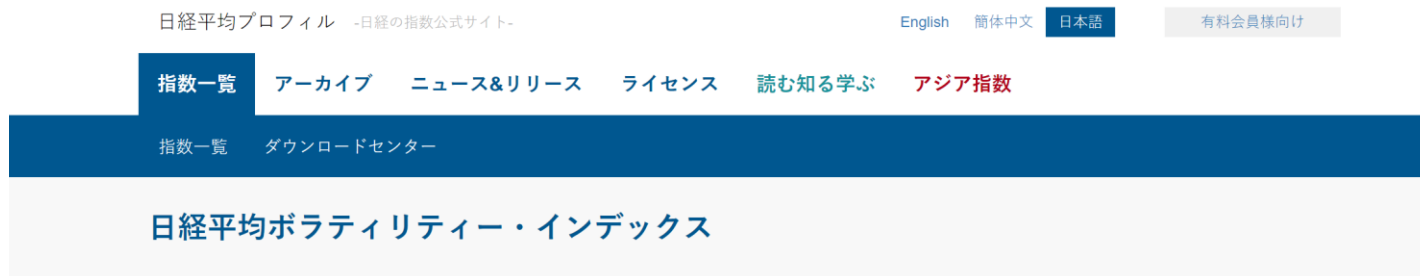 日経平均プロフィル -日経の指数公式サイト- English 簡体中文 日本語 有料会員様向け
指数一覧 アーカイブ ニュース&リリース ライセンス 読む知る学ぶ アジア指数
指数一覧 ダウンロードセンター
日経平均ボラティリティー・インデックス